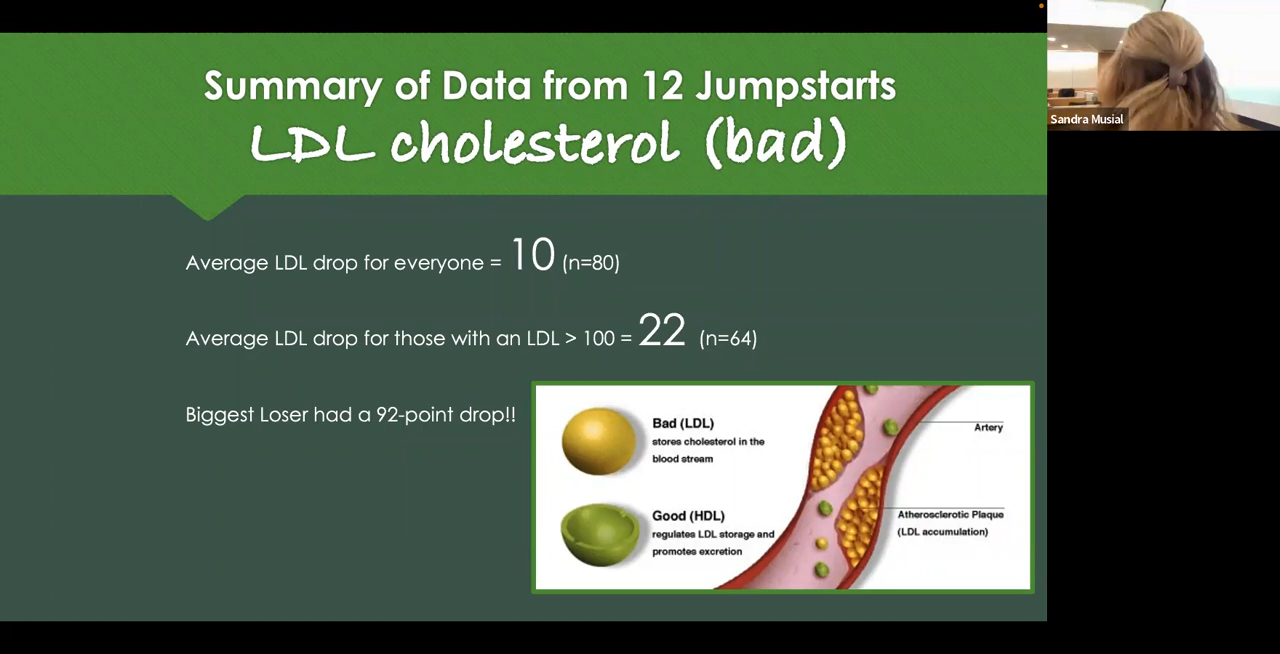 Summary of Data from 12 Jumpstarts
LDL cholesterol (bad)
Average LDL drop for everyone = 10 (n=80)
Average LDL drop for those with an LDL > 100 = 22 (n=64)
Biggest Loser had a 92-point drop!!
Bad (LDL)
stores cholesterol in the
blood stream
Good (HDL)
regulates LDL storage and
promotes excretion
Artery
Atherosclerotic Plaque
(LDL accumulation)
Sandra Musial